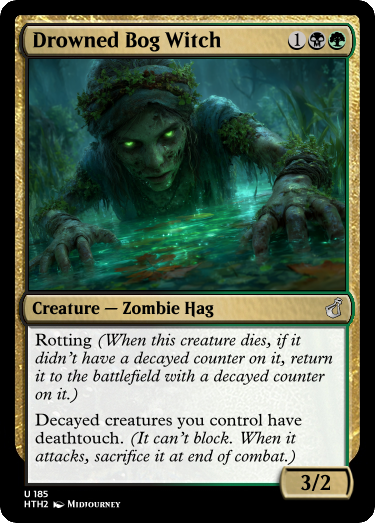 Drowned Bog Witch 1
Creature — Zombie Hag
Rotting (When this creature dies, if it
didn't have a decayed counter on it, return
it to the battlefield with a decayed counter
on it.)
Decayed creatures you control have
deathtouch. (It can't block. When it
attacks, sacrifice it at end of combat.)
3/2
U 185
HTH2 Midjourney